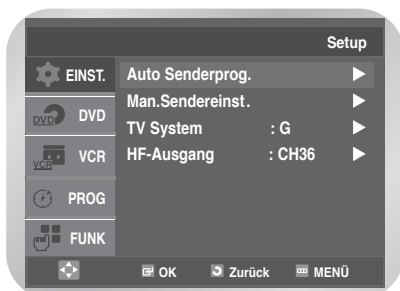 Setup
EINST.
Auto Senderprog.
Man.Sendereinst.
DVD DVD
TV System : G
VCR VCR
HF-Ausgang : CH36
PROG
FUNK
OK Zurück MENÜ